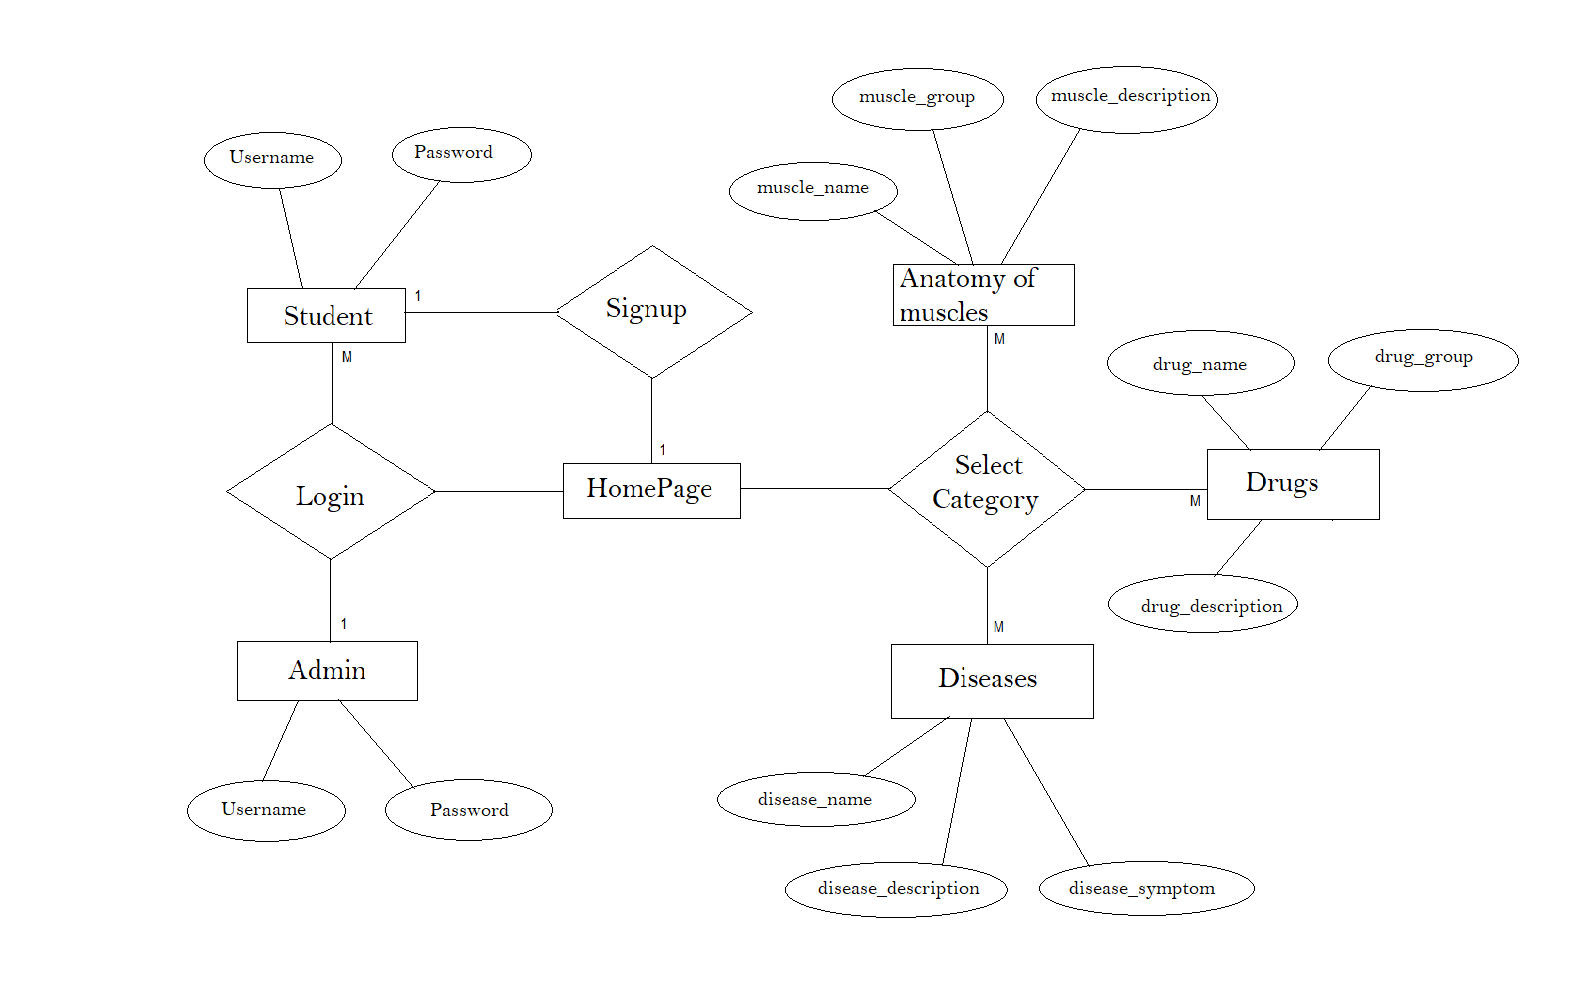 muscle_group
muscle_description
Username
Password
muscle_name
Student
1
Signup
Anatomy of
muscles
M
M
drug_name
drug_group
1
Login
HomePage
Select
Category
Drugs
M
drug_description
1
M
Admin
Diseases
Username
Password
disease_name
disease_description
disease_symptom